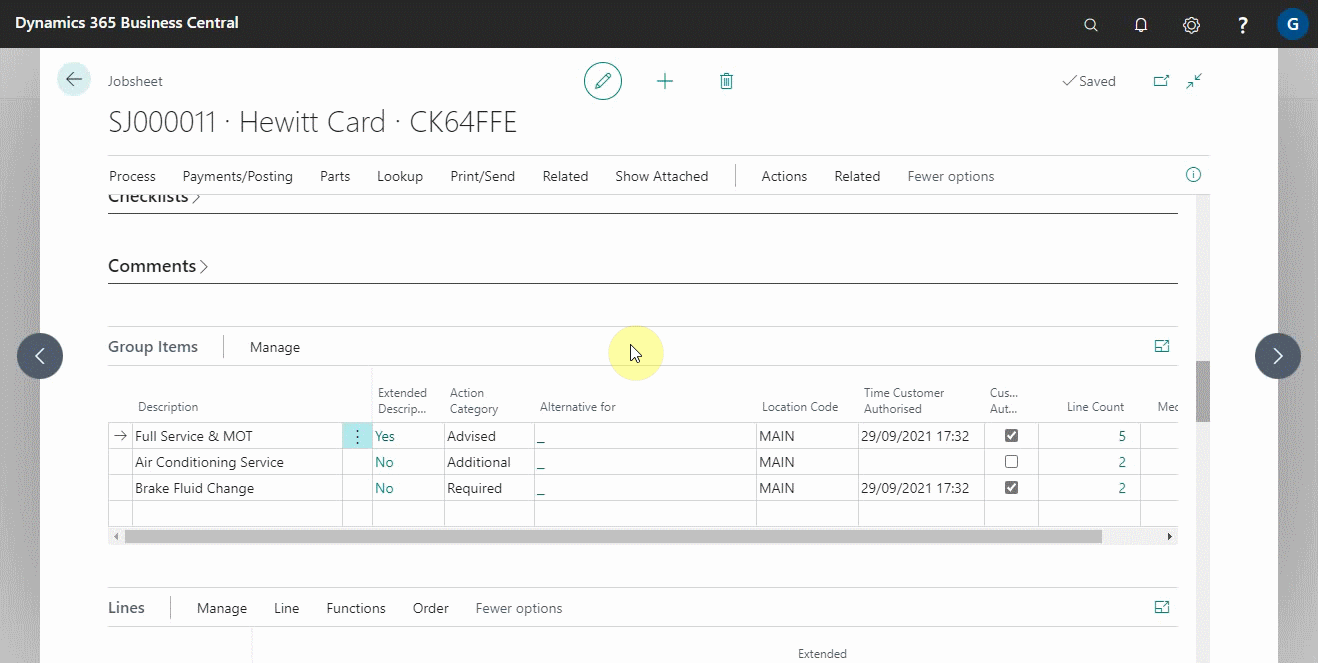 Dynamics 365 Business Central
?
G
Jobsheet
Saved
SJ000011 · Hewitt Card · CK64FFE
Process Payments/Posting Parts Lookup Print/Send Related Show Attached Actions Related Fewer options
Checklists
Comments
Group Items Manage
Description Extended Descrip... Action Category Alternative for Location Code Time Customer Authorised Cus... Aut... Line Count Mec
Full Service & MOT Yes Advised _ MAIN 29/09/2021 17:32 5
Air Conditioning Service No Additional _ MAIN 2
Brake Fluid Change No Required _ MAIN 29/09/2021 17:32 2
Lines Manage Line Functions Order Fewer options
Extended